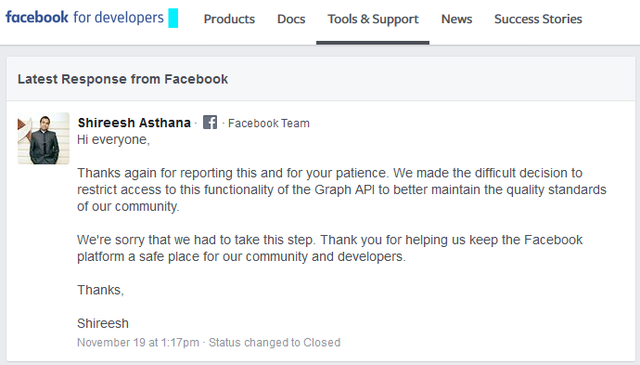 facebook for developers
Products Docs Tools & Support News Success Stories
Latest Response from Facebook
Shireesh Asthana · Facebook Team
Hi everyone,
Thanks again for reporting this and for your patience. We made the difficult decision to
restrict access to this functionality of the Graph API to better maintain the quality standards
of our community.
We're sorry that we had to take this step. Thank you for helping us keep the Facebook
platform a safe place for our community and developers.
Thanks,
Shireesh
November 19 at 1:17pm · Status changed to Closed